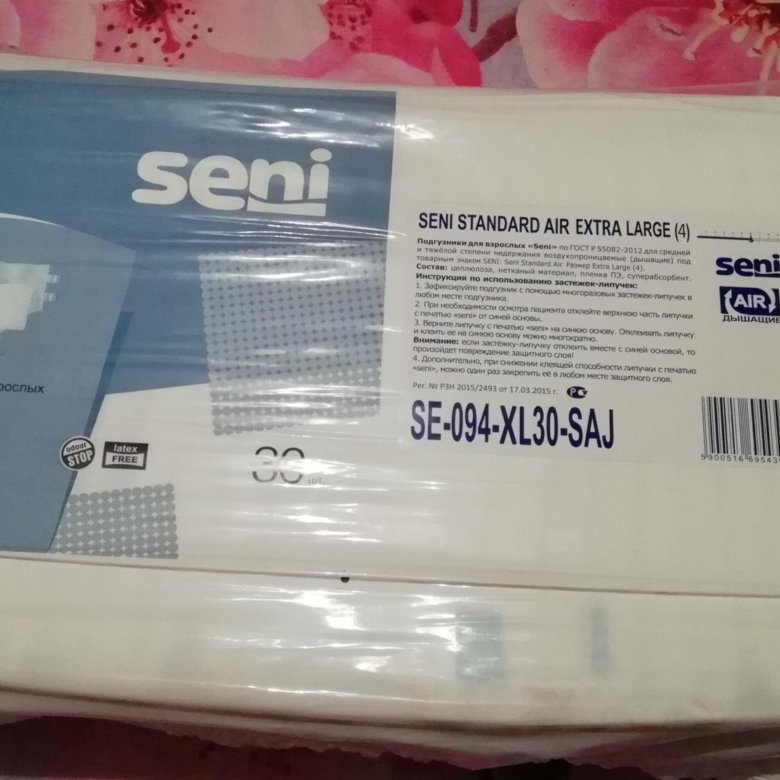 seni
SENI STANDARD AIR EXTRA LARGE (4)
Подгузники для взрослых «Seni» по ГОСТ Р 55082-2012 для средней
и тяжёлой степени недержания воздухопроницаемые (дышащие) под
товарным знаком SENI: Seni Standard Air. Размер Extra Large (4).
Состав: целлюлоза, нетканый материал, пленка ПЭ, суперабсорбент.
Инструкция по использованию застежек-липучек:
1. Зафиксируйте подгузник с помощью многоразовых застежек-липучек в
любом месте подгузника.
2. При необходимости осмотра пациента отклейте верхнюю часть липучки
с печатью «seni» от синей основы.
3. Верните липучку с печатью «seni» на синюю основу. Отклеивать липучку
и клеить ее на синюю основу можно многократно.
Внимание: если застёжку-липучку отклеить вместе с синей основой, то
произойдет повреждение защитного слоя!
4. Дополнительно, при снижении клеящей способности липучки с печатью
«seni», можно один раз закрепить её в любом месте защитного слоя.
Рег. № РЗН 2015/2493 от 17.03.2015 г.
SE-094-XL30-SAJ
seni
AIR
ДЫШАЩИЕ
5 900516 69543
рослых
odour
STOP
latex
FREE
30 шт.